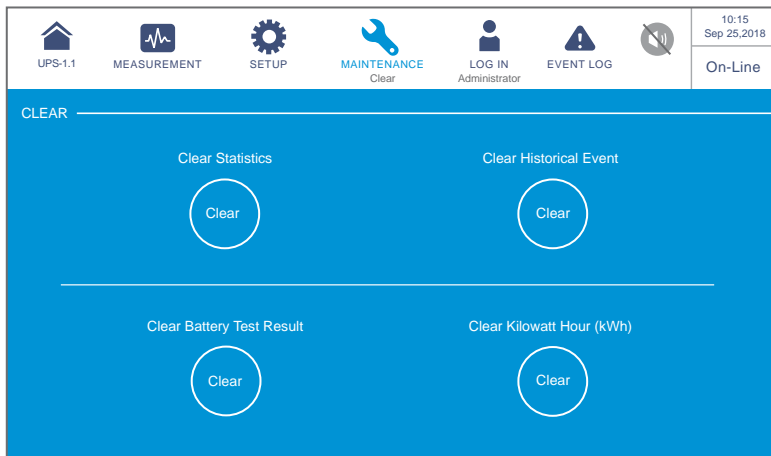 10:15
Sep 25,2018
UPS-1.1
MEASUREMENT
SETUP
MAINTENANCE
Clear
LOG IN
Administrator
EVENT LOG
On-Line
CLEAR
Clear Statistics
Clear Historical Event
Clear
Clear
Clear Battery Test Result
Clear Kilowatt Hour (kWh)
Clear
Clear